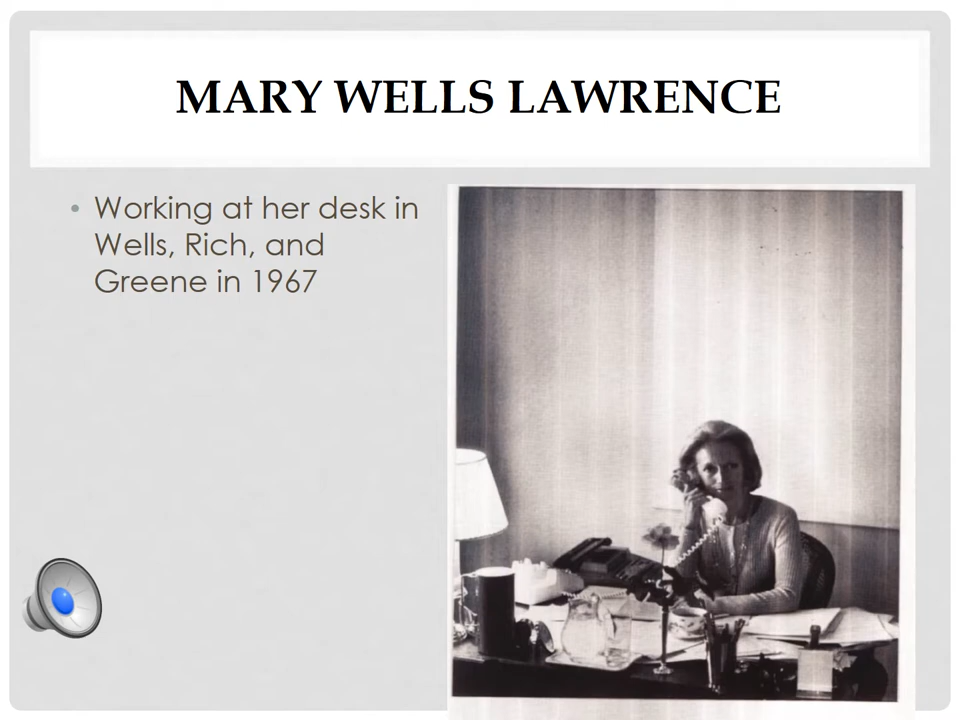 MARY WELLS LAWRENCE
• Working at her desk in
Wells, Rich, and
Greene in 1967